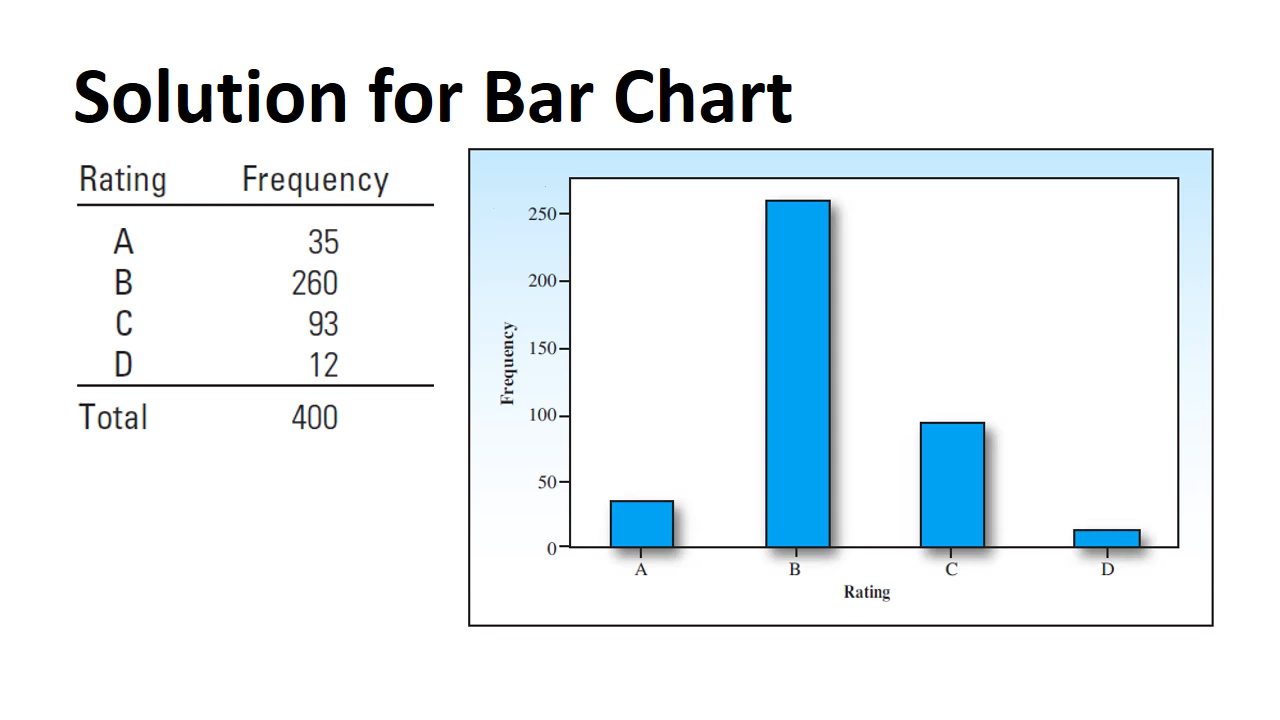 Solution for Bar Chart
Rating Frequency
A 35
B 260
C 93
D 12
Total 400
250
200
150
100
50
0
Frequency
A B C D
Rating